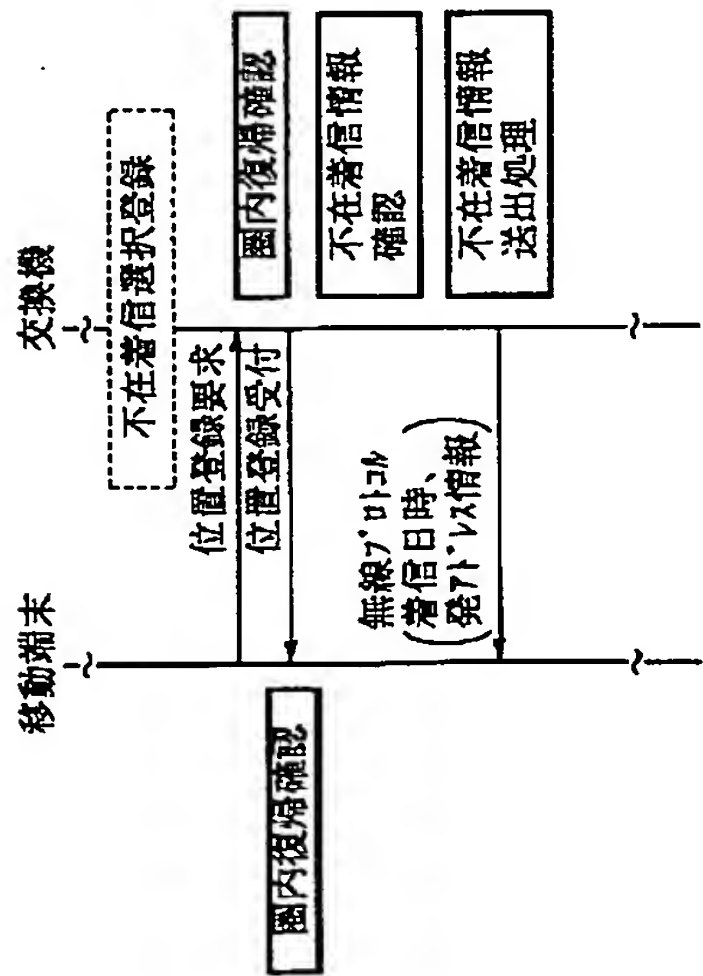 移動端末
交換機
不在着信選択登録
位置登録要求
位置登録受付
圏内復帰確認
圏内復帰確認
不在着信情報
確認
無線プロトコル
着信日時、
発アドレス情報
不在着信情報
送出処理